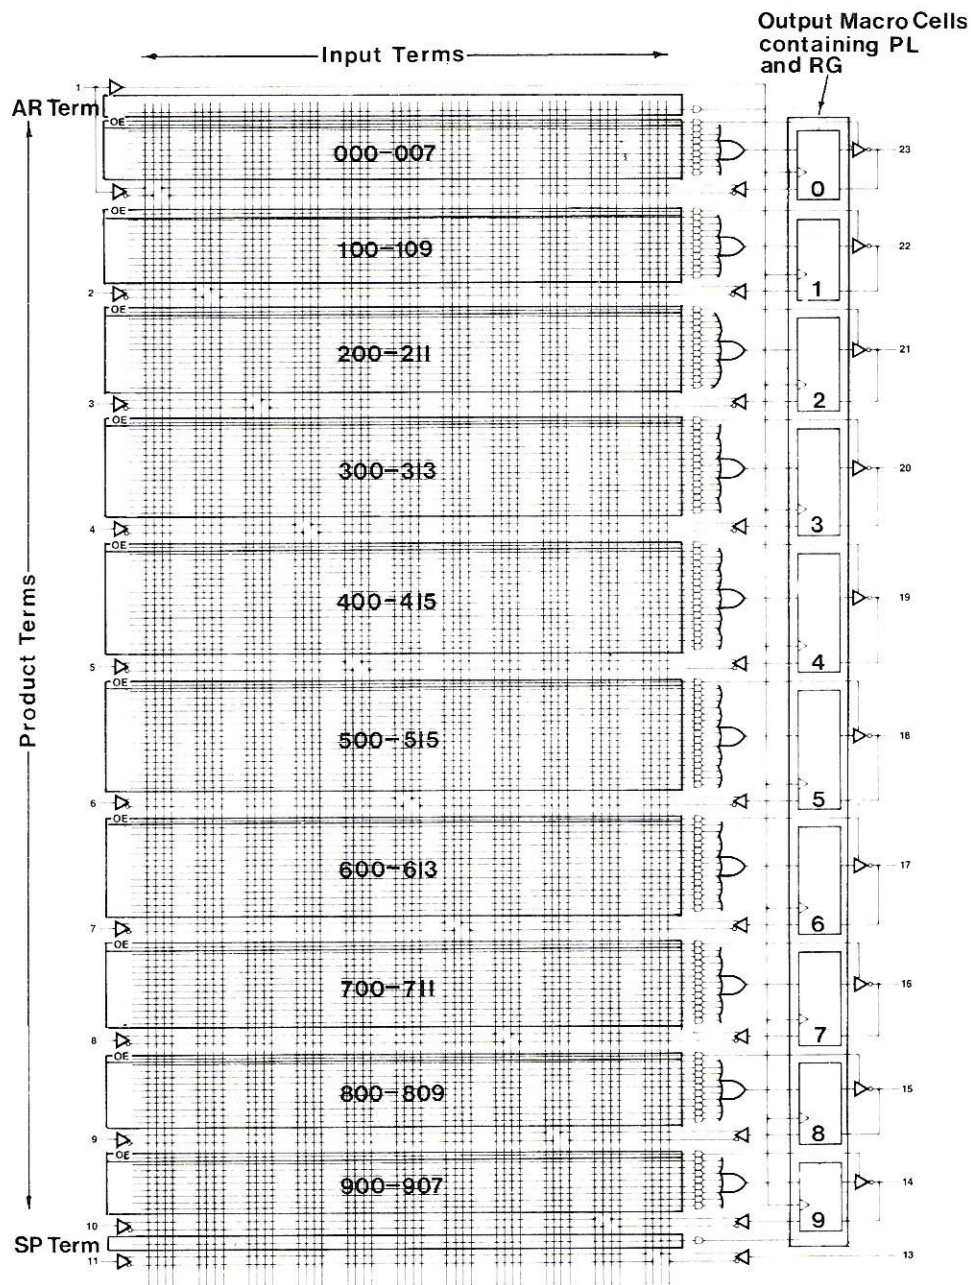 Output Macro Cells
containing PL
and RG
Input Terms
1
AR Term
OE
000-007
23
0
OE
100-109
22
2
1
OE
200-211
21
3
2
OE
300-313
20
4
3
OE
400-415
19
5
4
Product Terms
OE
500-515
18
6
5
OE
600-613
17
7
6
OE
700-711
16
8
7
OE
800-809
15
9
8
OE
900-907
14
10
9
SP Term
11
13